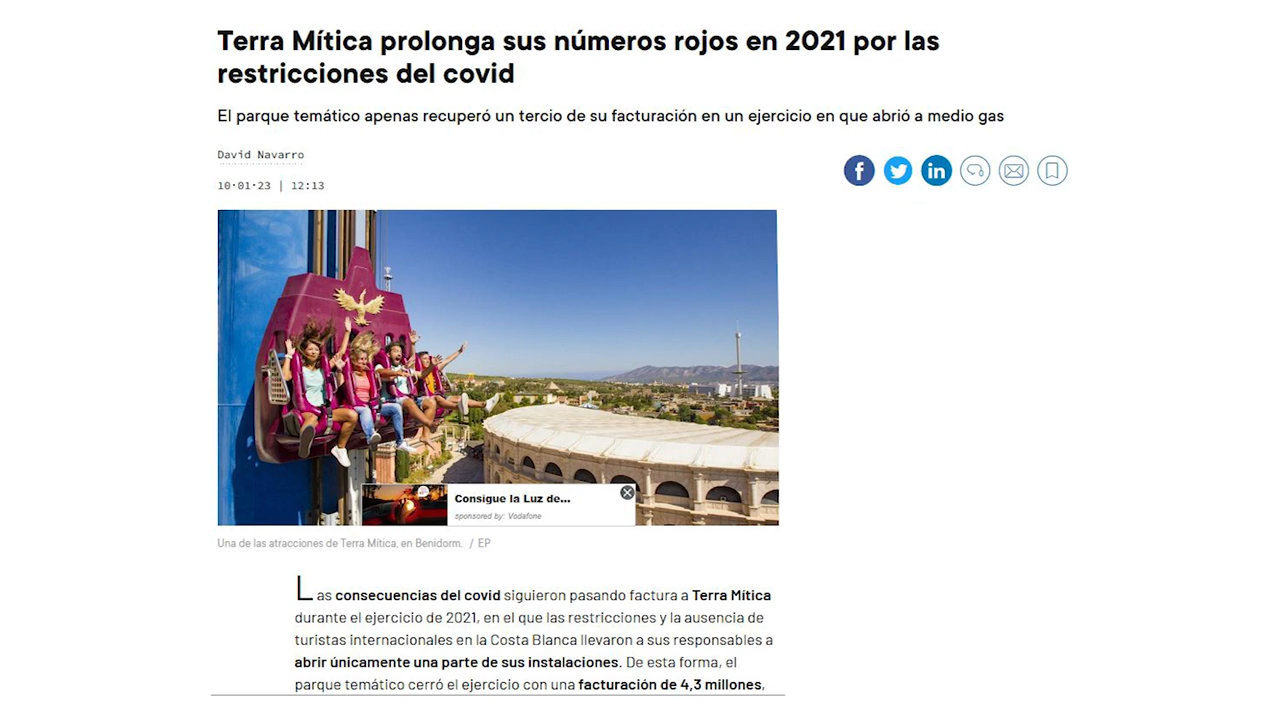 Terra Mítica prolonga sus números rojos en 2021 por las
restricciones del covid
El parque temático apenas recuperó un tercio de su facturación en un ejercicio en que abrió a medio gas
David Navarro
10·01·23 | 12:13
f
in
Consigue la Luz de...
sponsored by: Vodafone
Una de las atracciones de Terra Mítica, en Benidorm. / EP
Las consecuencias del covid siguieron pasando factura a Terra Mítica
durante el ejercicio de 2021, en el que las restricciones y la ausencia de
turistas internacionales en la Costa Blanca llevaron a sus responsables a
abrir únicamente una parte de sus instalaciones. De esta forma, el
parque temático cerró el ejercicio con una facturación de 4,3 millones,